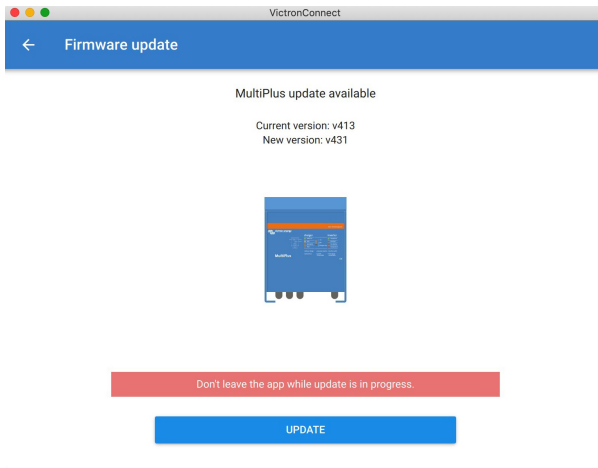 VictronConnect
Firmware update
MultiPlus update available
Current version: v413
New version: v431
MultiPlus
Don't leave the app while update is in progress.
UPDATE